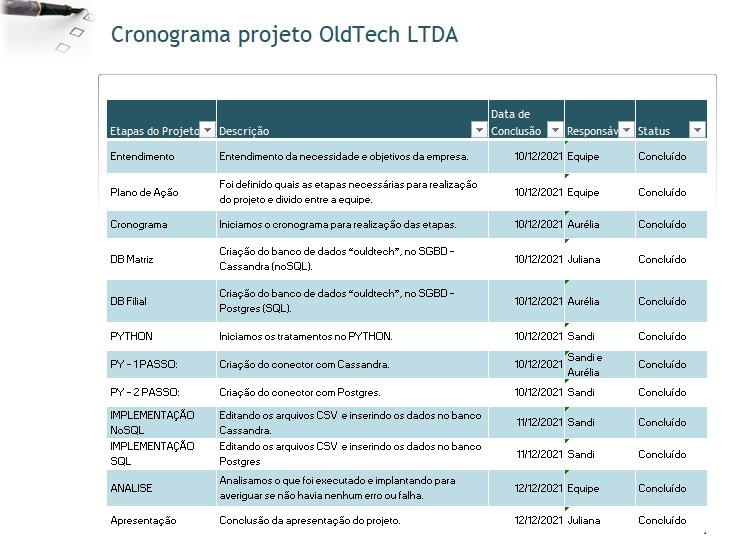 Cronograma projeto OldTech LTDA
Etapas do Projeto Descrição Data de Conclusão Responsáv Status
Entendimento Entendimento da necessidade e objetivos da empresa. 10/12/2021 Equipe Concluído
Plano de Ação Foi definido quais as etapas necessárias para realização
do projeto e divido entre a equipe. 10/12/2021 Equipe Concluído
Cronograma Iniciamos o cronograma para realização das etapas. 10/12/2021 Aurélia Concluído
DB Matriz Criação do banco de dados “ouldtech”, no SGBD –
Cassandra (noSQL). 10/12/2021 Juliana Concluído
DB Filial Criação do banco de dados “ouldtech”, no SGBD –
Postgres (SQL). 10/12/2021 Aurélia Concluído
PYTHON Iniciamos os tratamentos no PYTHON. 10/12/2021 Sandi Concluído
PY – 1 PASSO: Criação do conector com Cassandra. 10/12/2021 Sandi e
Aurélia Concluído
PY – 2 PASSO: Criação do conector com Postgres. 10/12/2021 Sandi Concluído
IMPLEMENTAÇÃO
NoSQL Editando os arquivos CSV e inserindo os dados no banco
Cassandra. 11/12/2021 Sandi Concluído
IMPLEMENTAÇÃO
SQL Editando os arquivos CSV e inserindo os dados no banco
Postgres 11/12/2021 Sandi Concluído
ANALISE Analisamos o que foi executado e implantando para
averiguar se não havia nenhum erro ou falha. 12/12/2021 Equipe Concluído
Apresentação Conclusão da apresentação do projeto. 12/12/2021 Juliana Concluído